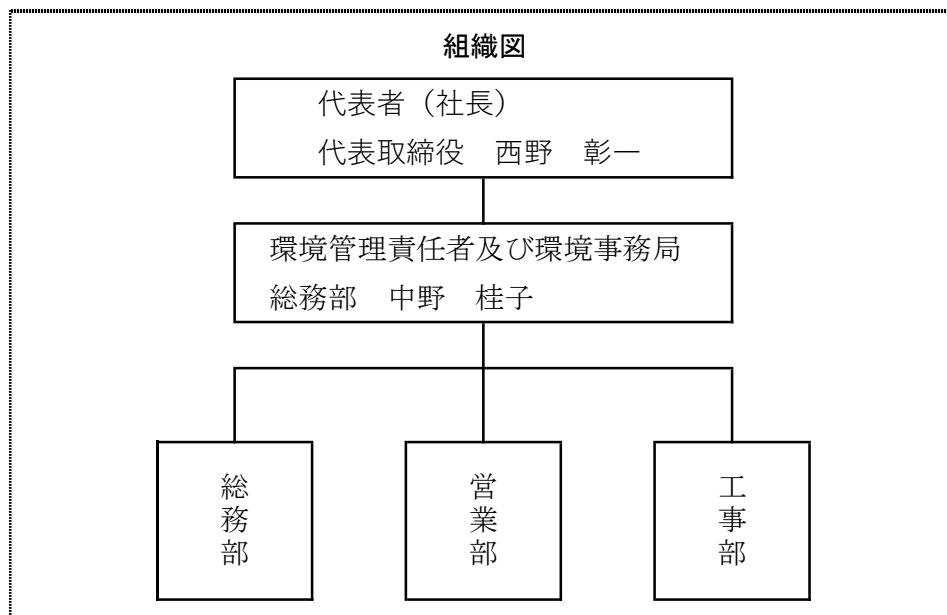 組織図
代表者（社長）
代表取締役　西野　彰一
環境管理責任者及び環境事務局
総務部　中野　桂子
総務部
営業部
工事部